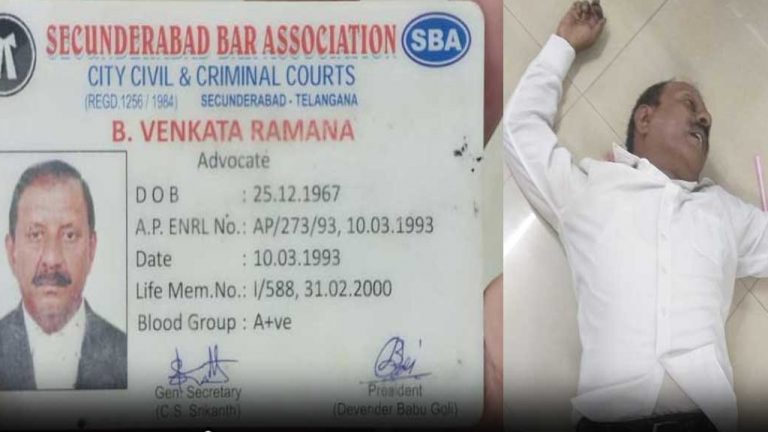 SECUNDERABAD BAR ASSOCIATION
SBA
CITY CIVIL & CRIMINAL COURTS
(REGD.1256 / 1984) SECUNDERABAD - TELANGANA
B. VENKATA RAMANA
Advocate
D O B : 25.12.1967
A.P. ENRL No.: AP/273/93, 10.03.1993
Date : 10.03.1993
Life Mem.No.: I/588, 31.02.2000
Blood Group : A+ve
Genl Secretary
(C.S. Srikanth)
President
(Devender Babu Goli)